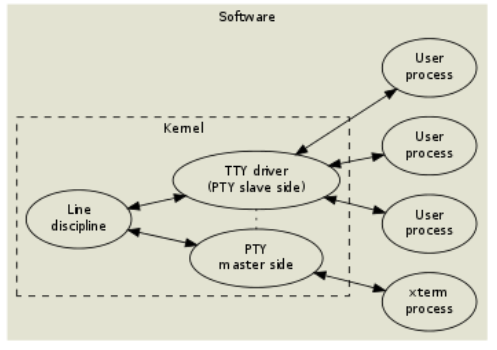 Software
User
process
Kernel
User
process
TTY driver
(PTY slave side)
Line
discipline
User
process
PTY
master side
xterm
process